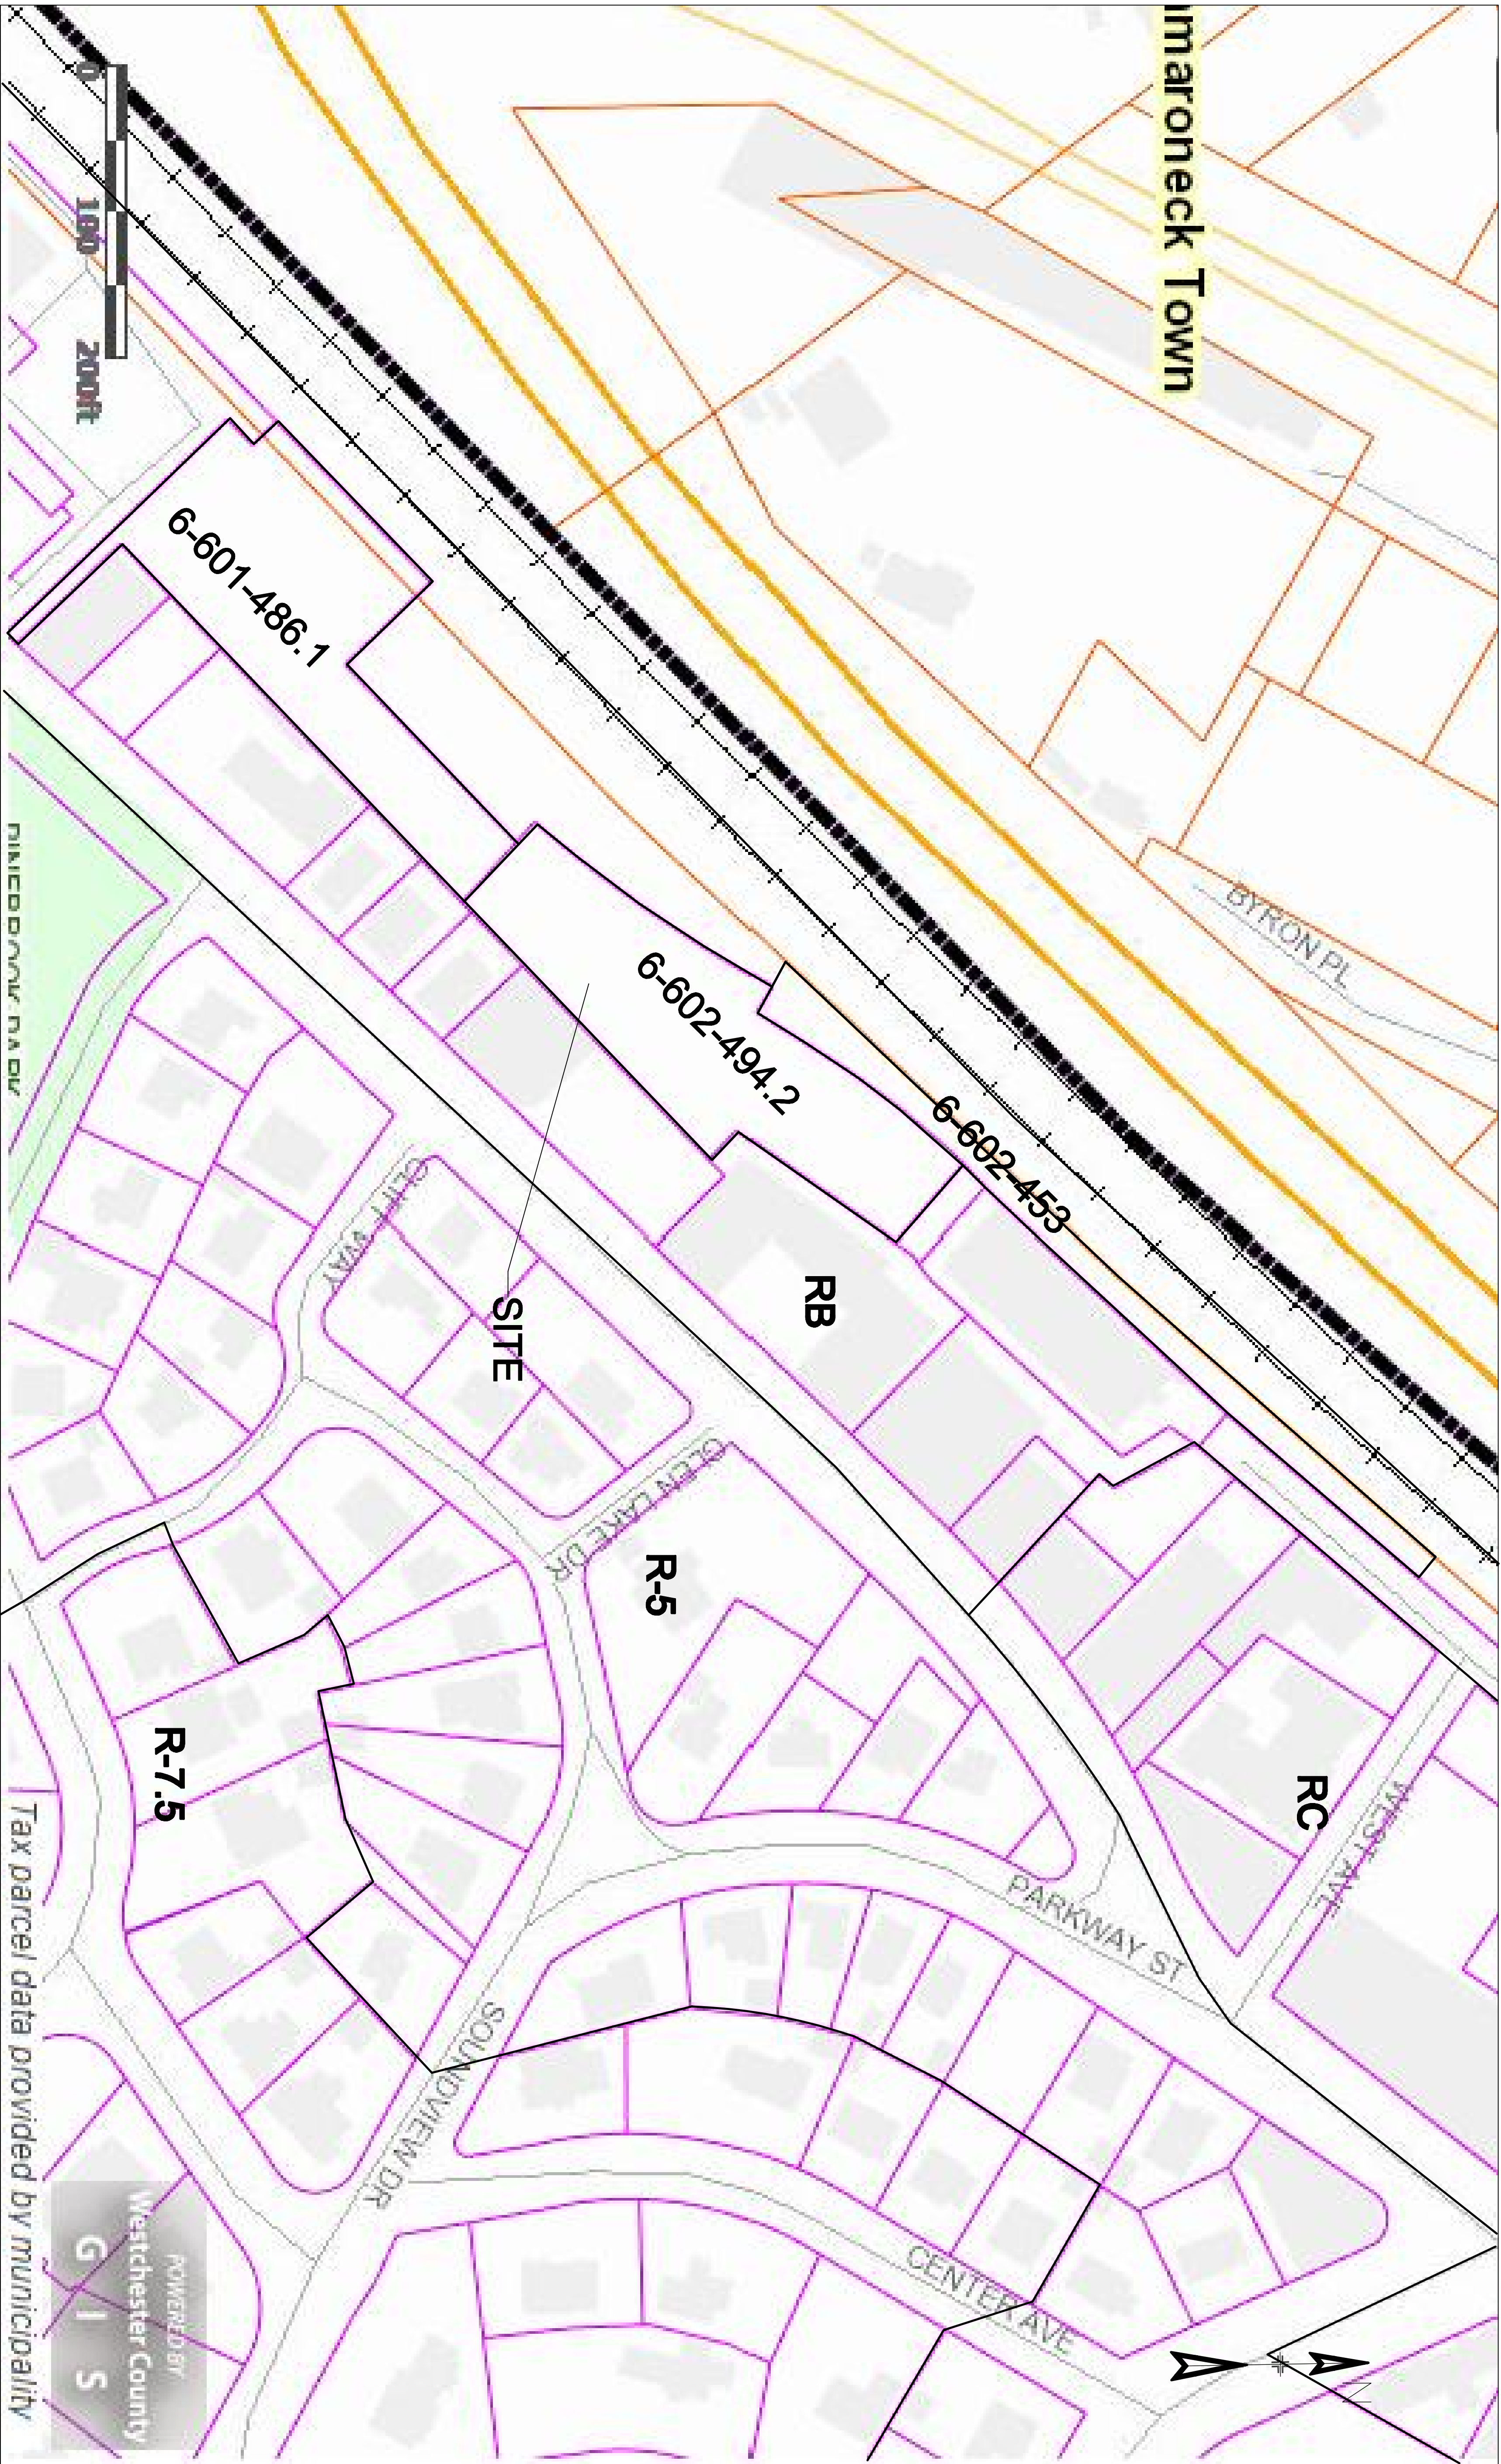 maroneck Town
BYRON PL
0
100
200ft
6-601-486.1
6-602-494.2
6-602-453
RB
SITE
CLIFF WAY
GLEN LAKE DR
R-5
RC
WEST AVE
PARKWAY ST
R-7.5
SOUNDVIEW DR
CENTER AVE
N
PINEBROOK PARK
Tax parcel data provided by municipality
POWERED BY
Westchester County
G I S